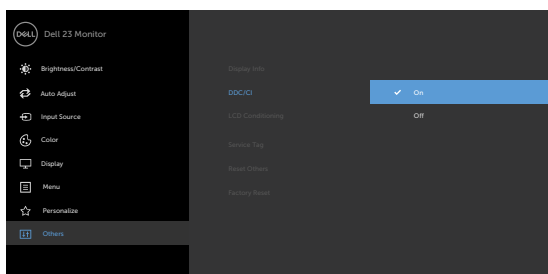 DELL
Dell 23 Monitor
Brightness/Contrast
Auto Adjust
Input Source
Color
Display
Menu
Personalize
Others
Display Info
DDC/CI
LCD Conditioning
Service Tag
Reset Others
Factory Reset
On
Off